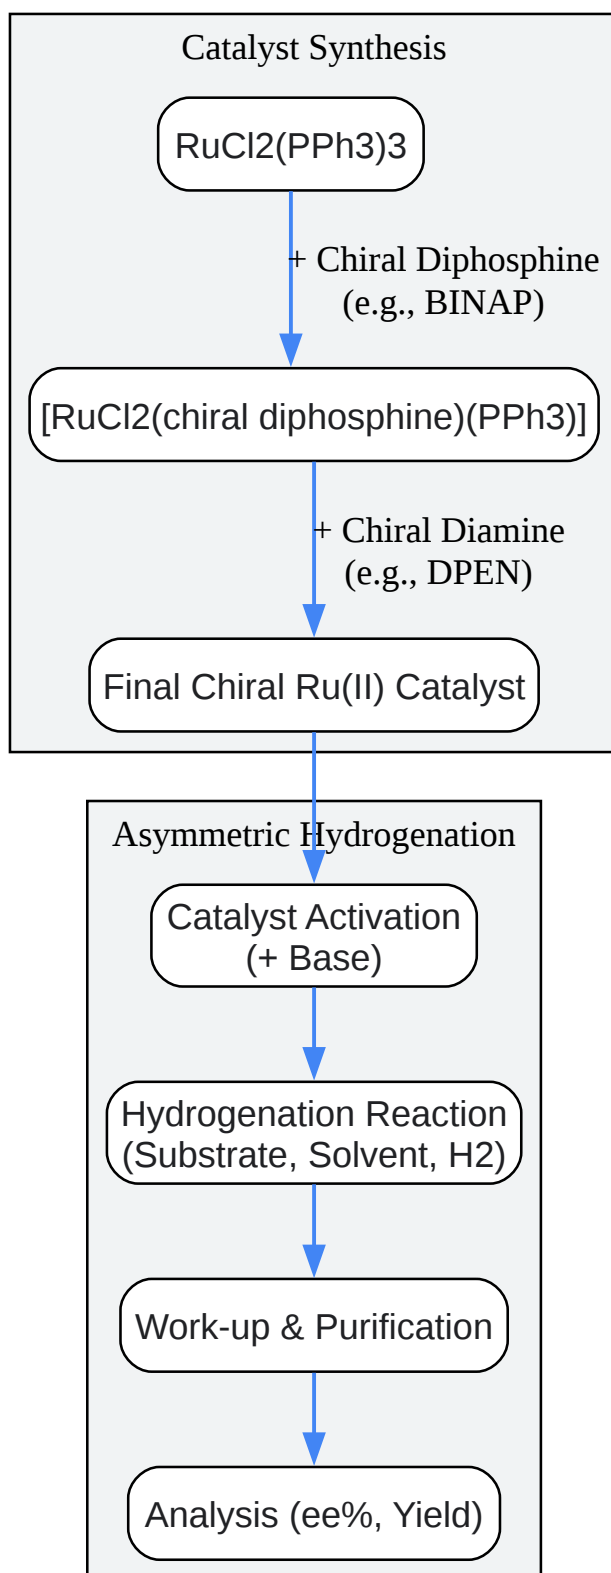 Catalyst Synthesis
RuCl2(PPh3)3
+ Chiral Diphosphine
(e.g., BINAP)
[RuCl2(chiral diphosphine)(PPh3)]
+ Chiral Diamine
(e.g., DPEN)
Final Chiral Ru(II) Catalyst
Asymmetric Hydrogenation
Catalyst Activation
(+ Base)
Hydrogenation Reaction
(Substrate, Solvent, H2)
Work-up & Purification
Analysis (ee%, Yield)